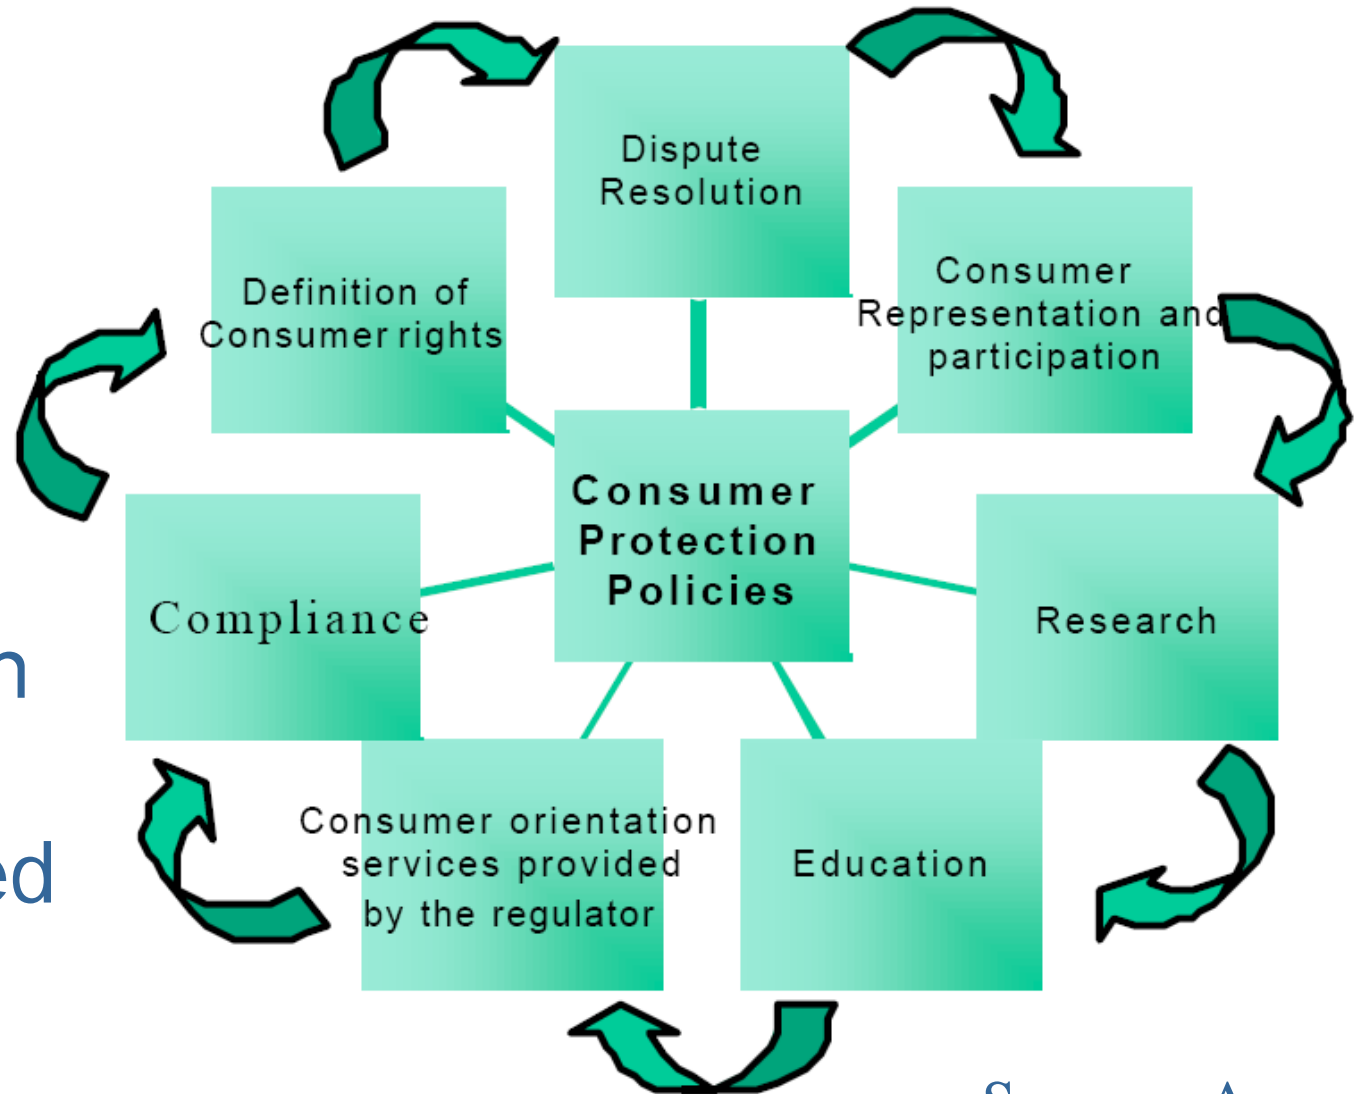 Dispute
Resolution
Definition of
Consumer rights
Consumer
Representation and
participation
Consumer
Protection
Policies
Compliance
Research
Consumer orientation
services provided
by the regulator
Education